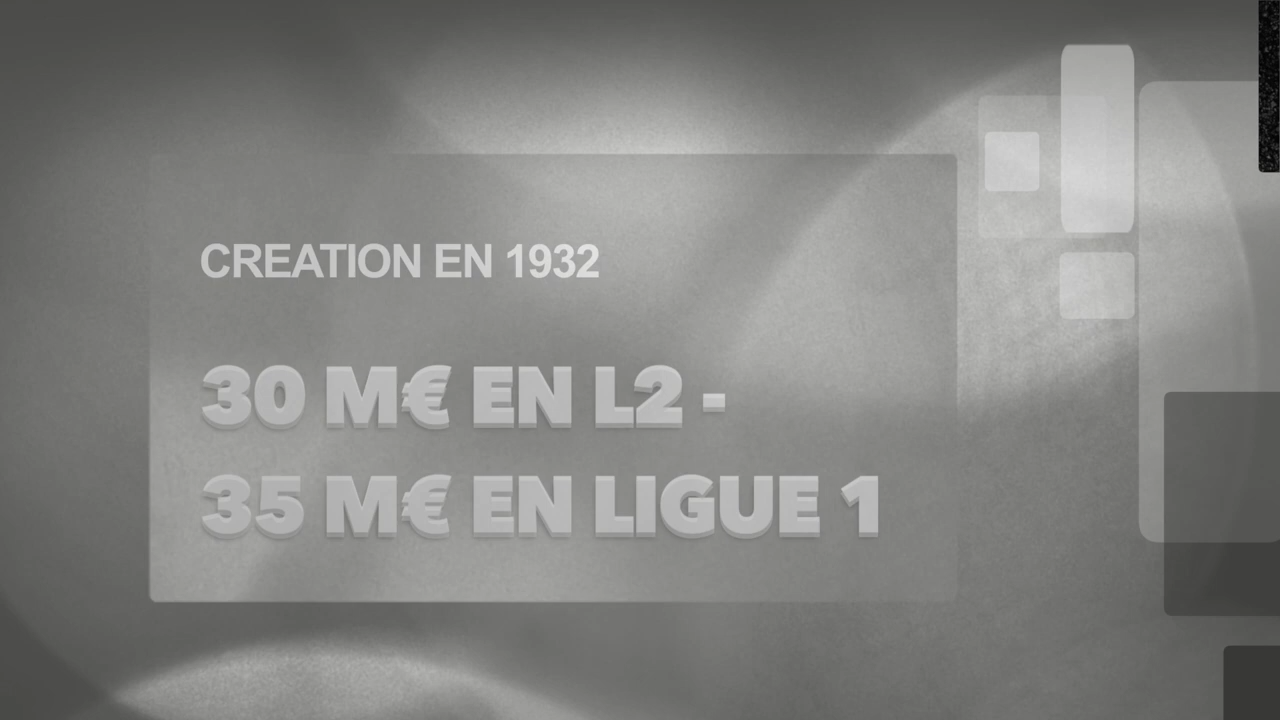 CREATION EN 1932
30 M€ EN L2 -
35 M€ EN LIGUE 1